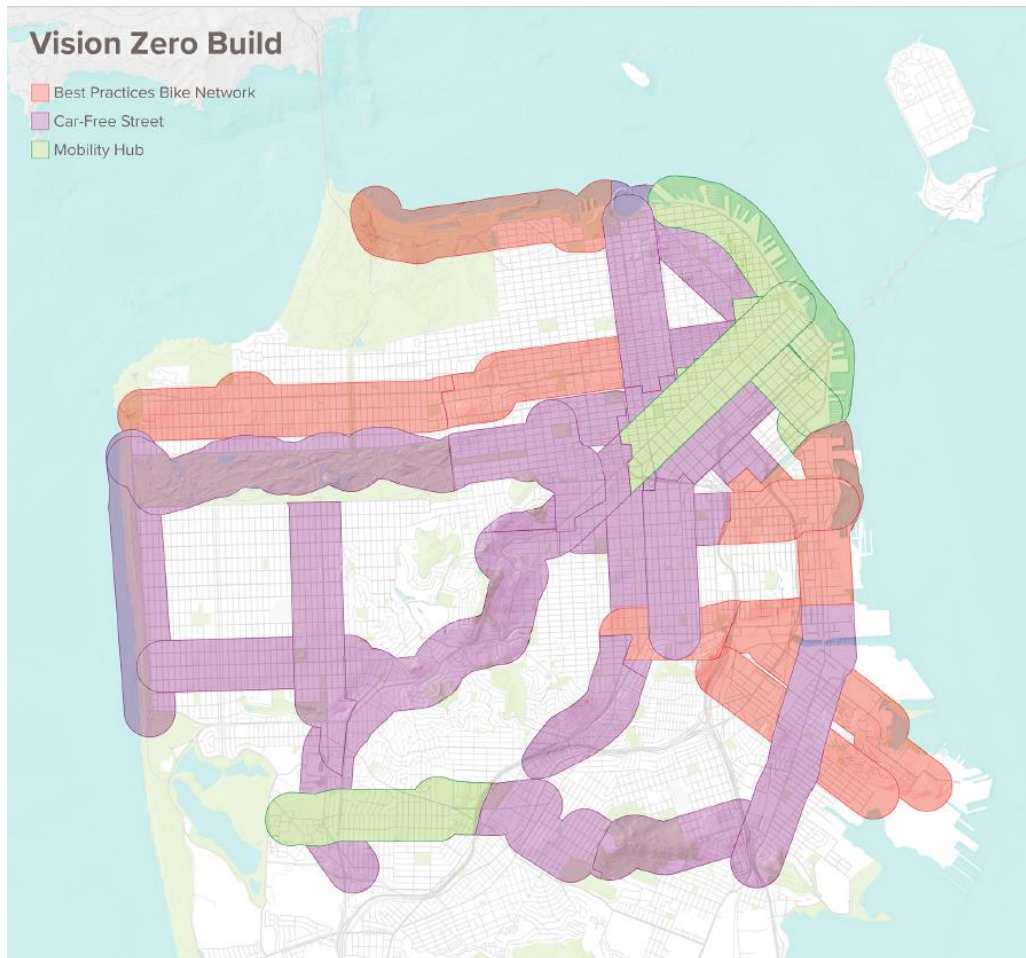 Vision Zero Build
Best Practices Bike Network
Car-Free Street
Mobility Hub